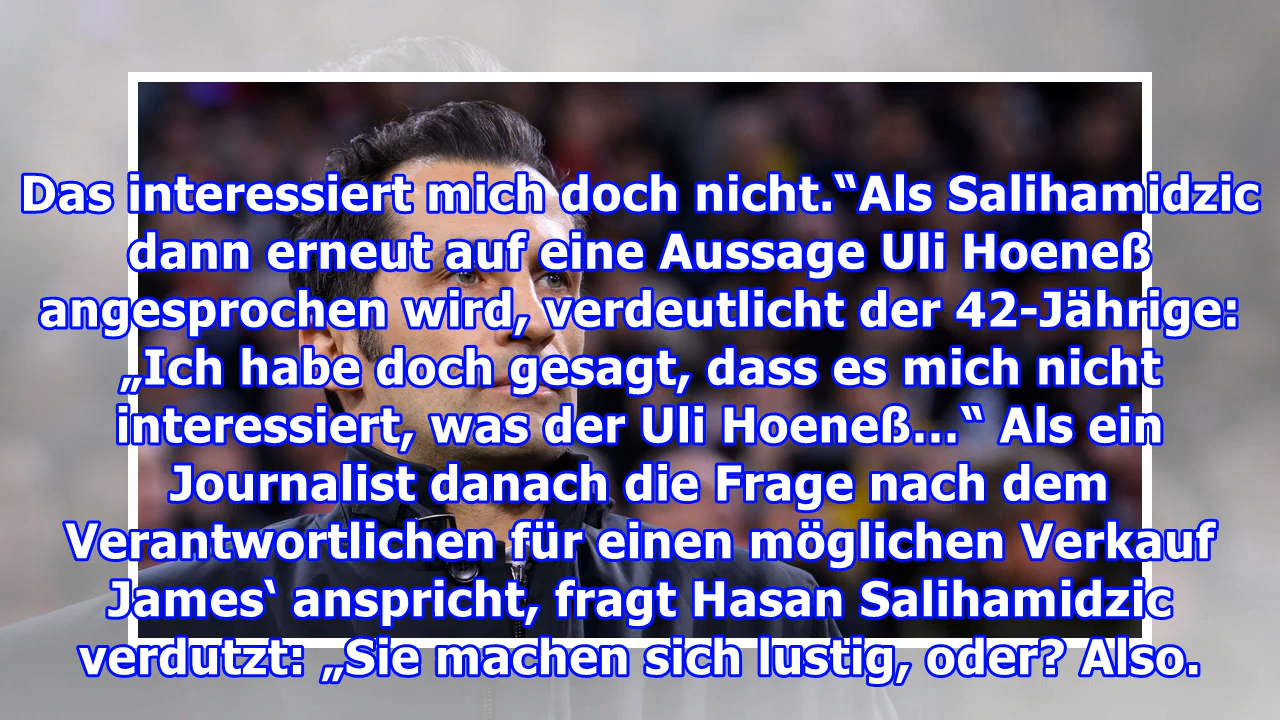 Das interessiert mich doch nicht.“Als Salihamidzic
dann erneut auf eine Aussage Uli Hoeneß
angesprochen wird, verdeutlicht der 42-Jährige:
„Ich habe doch gesagt, dass es mich nicht
interessiert, was der Uli Hoeneß…“ Als ein
Journalist danach die Frage nach dem
Verantwortlichen für einen möglichen Verkauf
James‘ anspricht, fragt Hasan Salihamidzic
verdutzt: „Sie machen sich lustig, oder? Also.